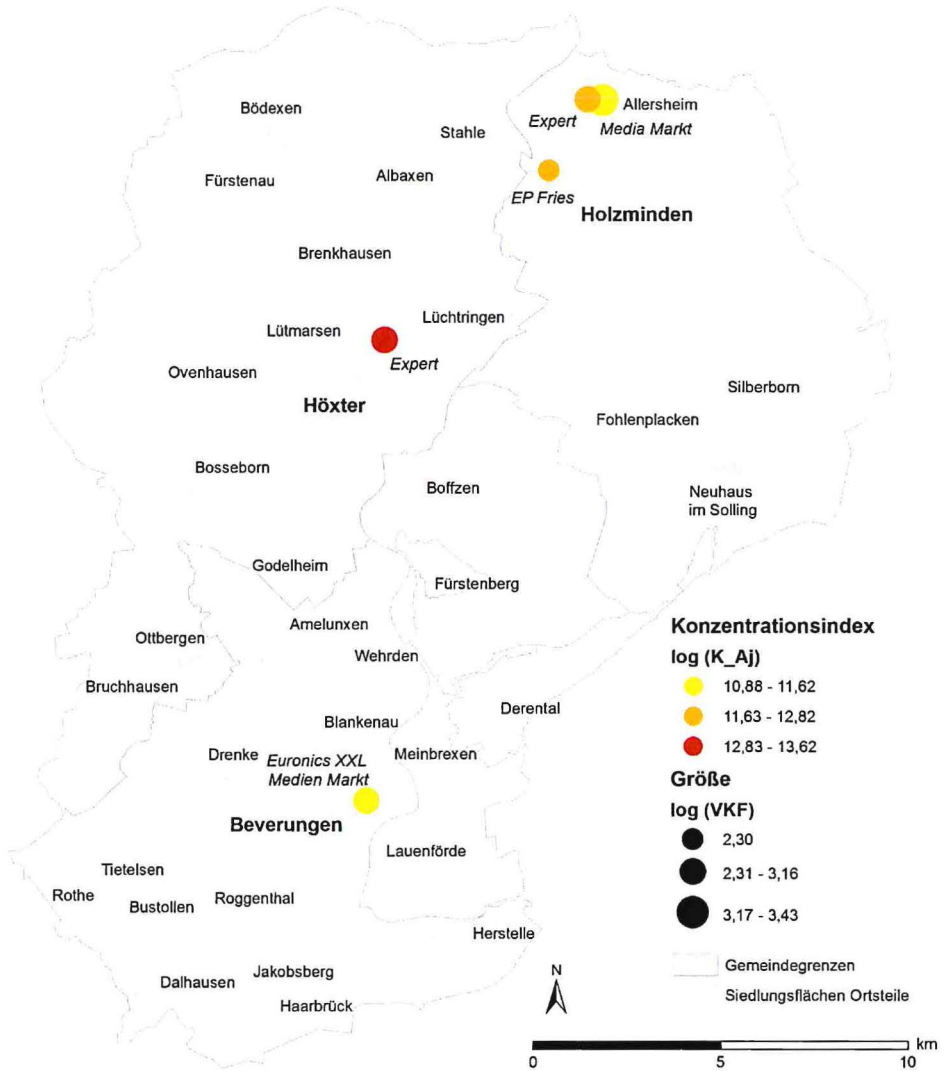 Bödexen
Stahle
Expert
Allersheim
Media Markt
Fürstenau
Albaxen
EP Fries
Holzminden
Brenkhausen
Lütmarsen
Lüchtringen
Expert
Ovenhausen
Höxter
Silberborn
Fohlenplacken
Bosseborn
Boffzen
Neuhaus
im Solling
Godelheim
Fürstenberg
Amelunxen
Ottbergen
Wehrden
Bruchhausen
Blankenau
Derental
Drenke
Euronics XXL
Medien Markt
Meinbrexen
Beverungen
Lauenförde
Tietelsen
Rothe
Bustollen
Roggenthal
Herstelle
Dalhausen
Jakobsberg
Haarbrück
Konzentrationsindex
log (K_Aj)
10,88 - 11,62
11,63 - 12,82
12,83 - 13,62
Größe
log (VKF)
2,30
2,31 - 3,16
3,17 - 3,43
Gemeindegrenzen
Siedlungsflächen Ortsteile
N
km
0 5 10